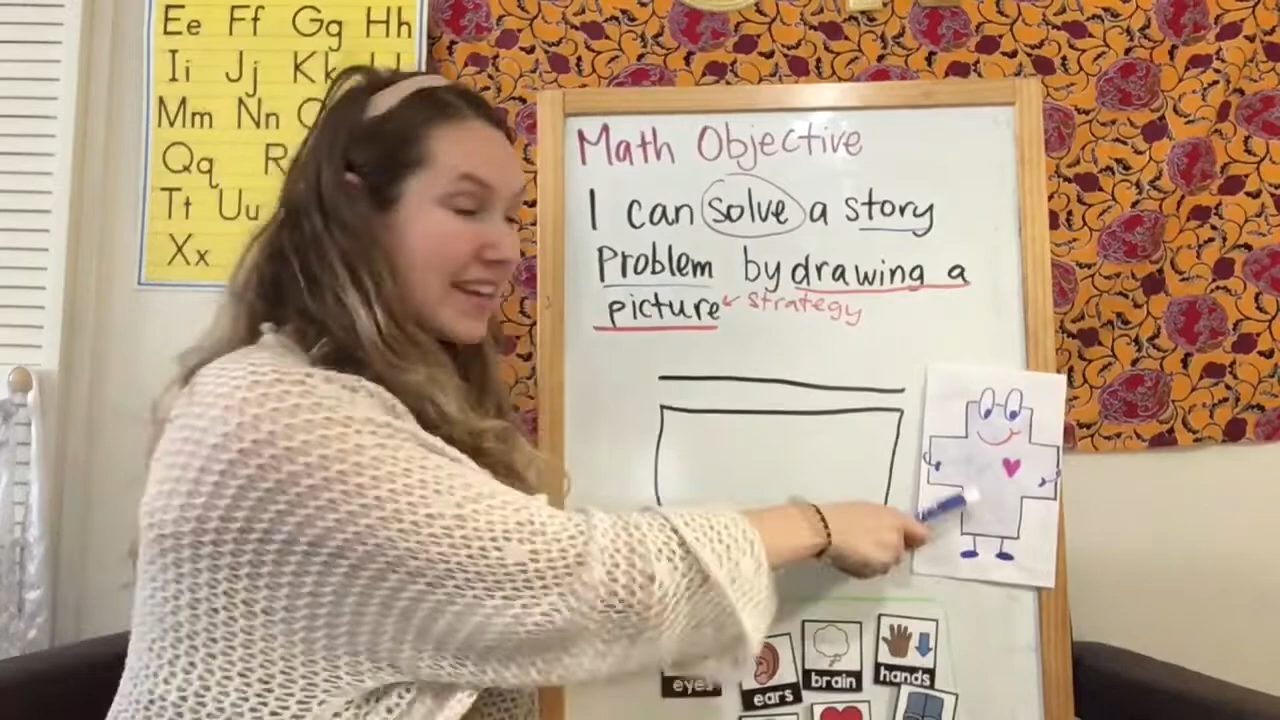 Ee Ff Gg Hh
Ii Jj Kk
Mm Nn
Qq R
Tt Uu
Xx
Math Objective
I can solve a story
problem by drawing a
picture strategy
eyes
ears
brain
hands